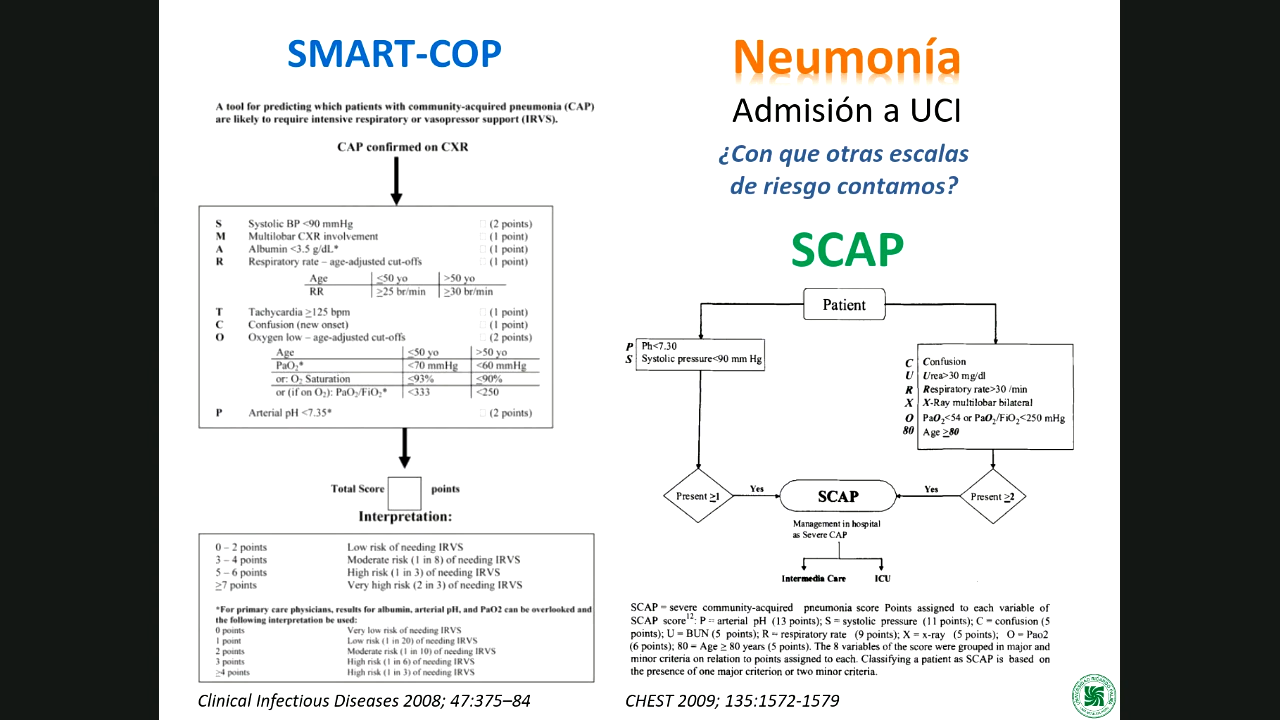 SMART-COP
A tool for predicting which patients with community-acquired pneumonia (CAP)
are likely to require intensive respiratory or vasopressor support (IRVS).
CAP confirmed on CXR
S Systolic BP <90 mmHg (2 points)
M Multilobar CXR involvement (1 point)
A Albumin <3.5 g/dL* (1 point)
R Respiratory rate – age-adjusted cut-offs (1 point)
Age ≤50 yo >50 yo
RR ≥25 br/min ≥30 br/min
T Tachycardia ≥125 bpm (1 point)
C Confusion (new onset) (1 point)
O Oxygen low – age-adjusted cut-offs (2 points)
Age ≤50 yo >50 yo
PaO₂* <70 mmHg <60 mmHg
or: O₂ Saturation ≤93% ≤90%
or (if on O₂): PaO₂/FiO₂* <333 <250
P Arterial pH <7.35* (2 points)
Total Score points
Interpretation:
0 – 2 points Low risk of needing IRVS
3 – 4 points Moderate risk (1 in 8) of needing IRVS
5 – 6 points High risk (1 in 3) of needing IRVS
≥7 points Very high risk (2 in 3) of needing IRVS
*For primary care physicians, results for albumin, arterial pH, and PaO2 can be overlooked and
the following interpretation be used:
0 points Very low risk of needing IRVS
1 point Low risk (1 in 20) of needing IRVS
2 points Moderate risk (1 in 10) of needing IRVS
3 points High risk (1 in 6) of needing IRVS
≥4 points High risk (1 in 3) of needing IRVS
Clinical Infectious Diseases 2008; 47:375–84
Neumonía
Admisión a UCI
¿Con que otras escalas
de riesgo contamos?
SCAP
Patient
P Ph<7.30
S Systolic pressure<90 mm Hg
C Confusion
U Urea>30 mg/dl
R Respiratory rate>30 /min
X X-Ray multilobar bilateral
O PaO₂<54 or PaO₂/FiO₂<250 mHg
80 Age ≥80
Present ≥1
Yes
SCAP
Yes
Present ≥2
Management in hospital
as Severe CAP
Intermedia Care ICU
SCAP = severe community-acquired pneumonia score Points assigned to each variable of
SCAP score¹²: P = arterial pH (13 points); S = systolic pressure (11 points); C = confusion (5
points); U = BUN (5 points); R = respiratory rate (9 points); X = x-ray (5 points); O = Pao2
(6 points); 80 = Age ≥ 80 years (5 points). The 8 variables of the score were grouped in major and
minor criteria on relation to points assigned to each. Classifying a patient as SCAP is based on
the presence of one major criterion or two minor criteria.
CHEST 2009; 135:1572-1579